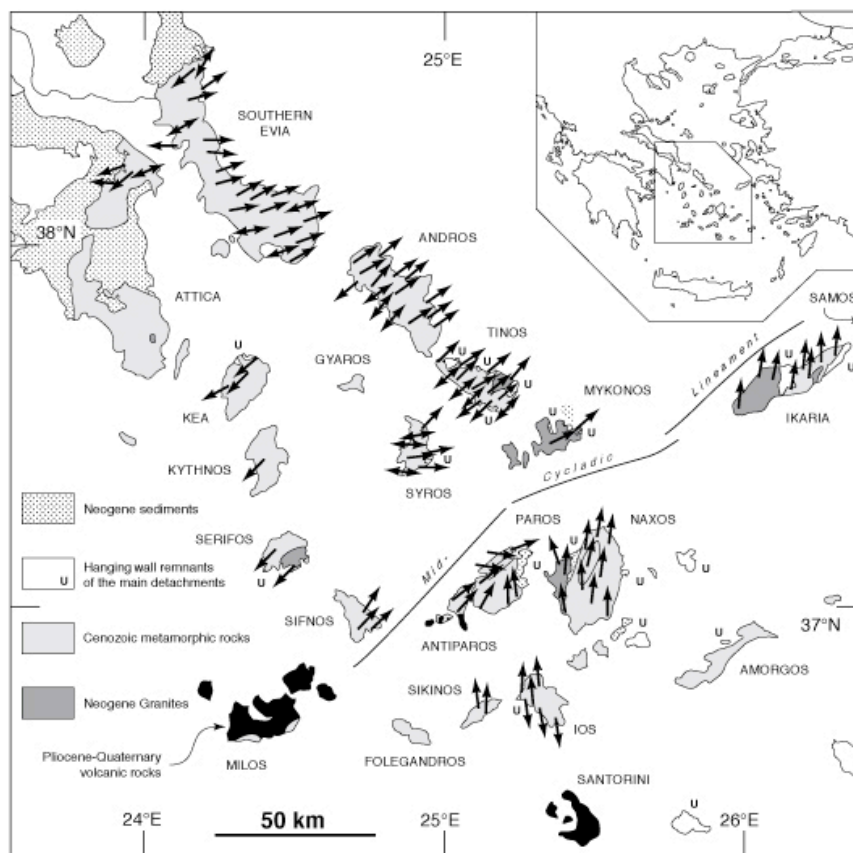 25°E
SOUTHERN
EVIA
38°N
ANDROS
ATTICA
SAMOS
TINOS
U
U
U
GYAROS
U
MYKONOS
Lineament
U
KEA
U
U
IKARIA
U
U
KYTHNOS
SYROS
Cycladic
Neogene sediments
PAROS
NAXOS
SERIFOS
Mid.
U
U
Hanging wall remnants
of the main detachments
U
U
U
U
SIFNOS
U
37°N
Cenozoic metamorphic rocks
ANTIPAROS
U
AMORGOS
Neogene Granites
SIKINOS
U
IOS
Pliocene-Quaternary
volcanic rocks
MILOS
FOLEGANDROS
SANTORINI
U
24°E
50 km
25°E
26°E